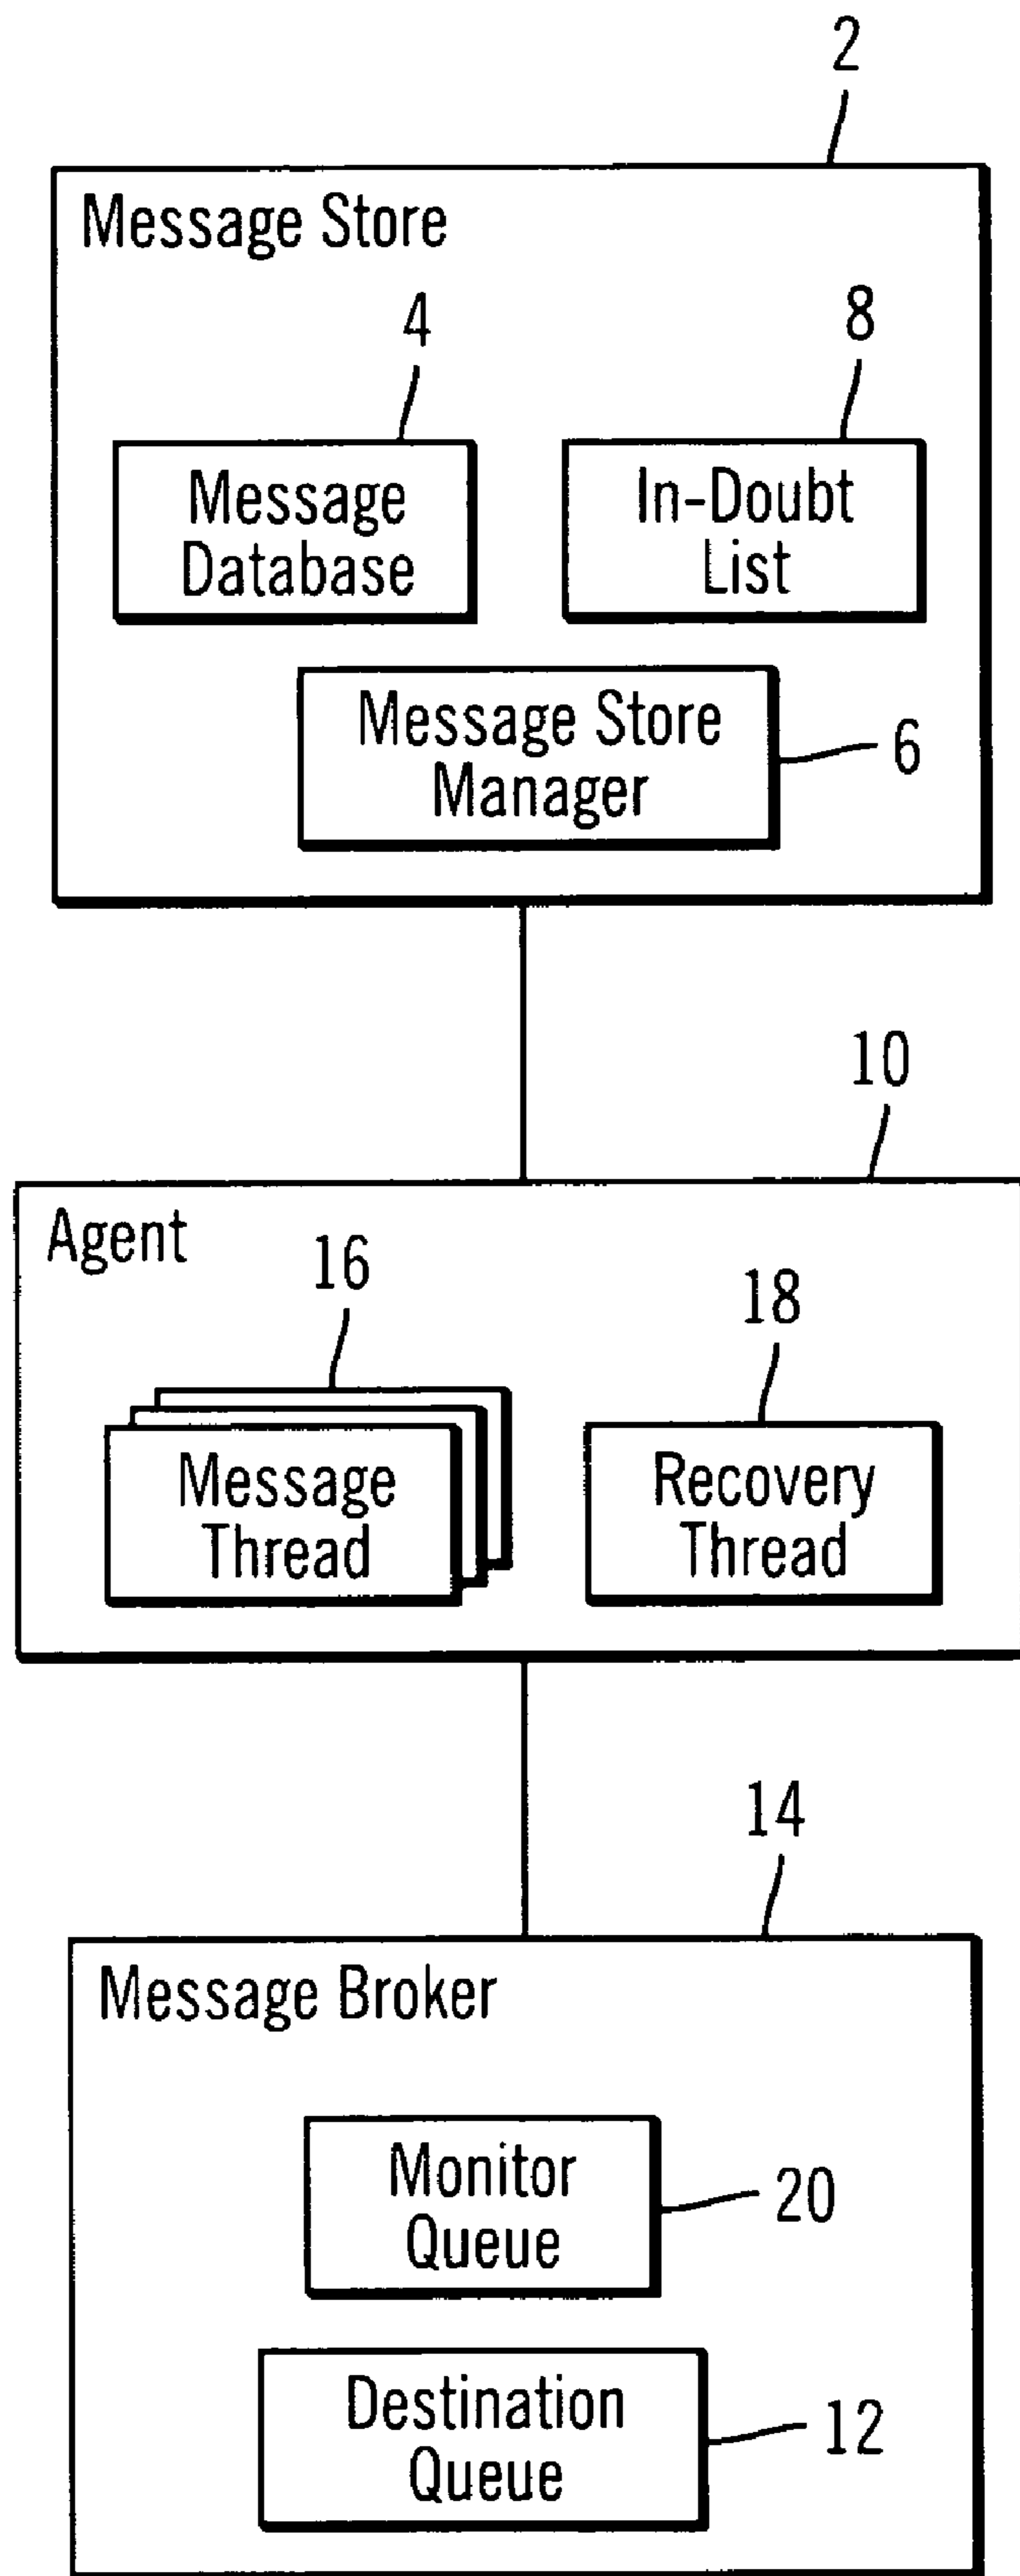 2
Message Store
4
8
Message
Database
In-Doubt
List
Message Store
Manager
6
10
Agent
16
18
Message
Thread
Recovery
Thread
14
Message Broker
Monitor
Queue
20
Destination
Queue
12